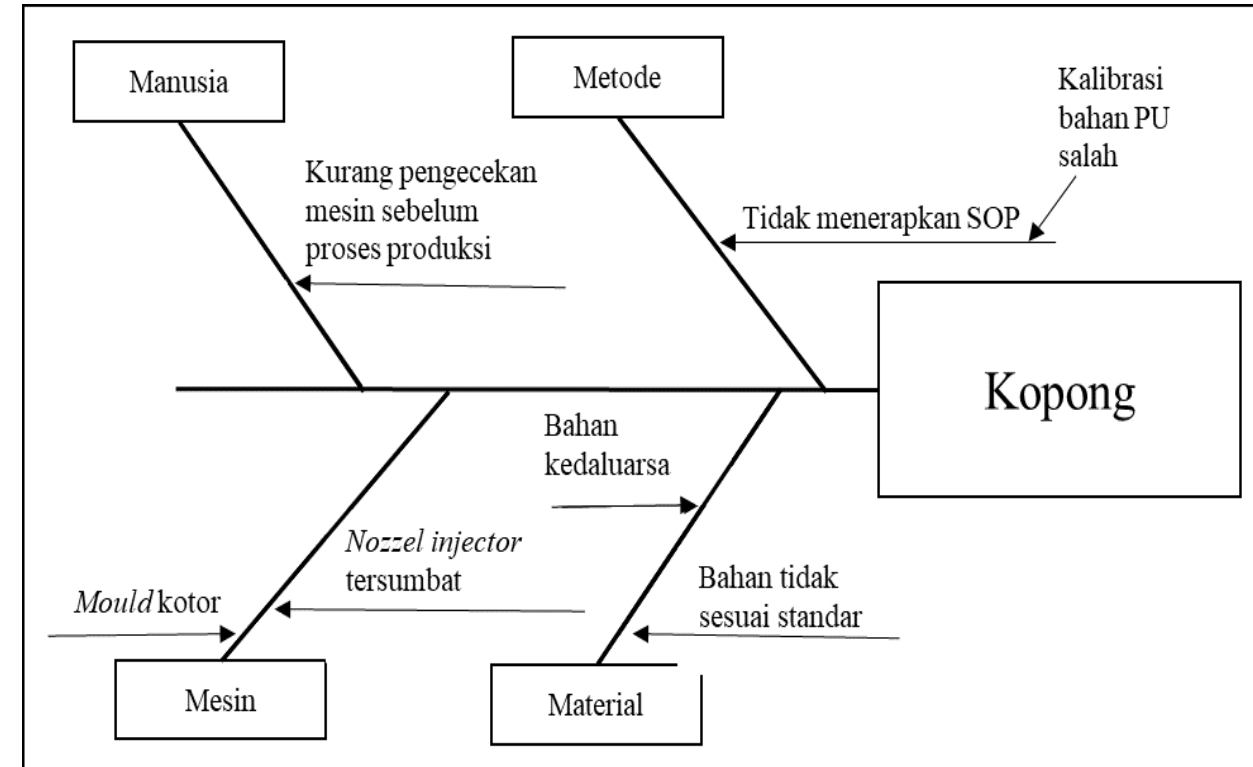 Manusia
Metode
Kalibrasi
bahan PU
salah
Kurang pengecekan
mesin sebelum
proses produksi
Tidak menerapkan SOP
Kopong
Bahan
kedaluarsa
Nozzel injector
tersumbat
Mould kotor
Bahan tidak
sesuai standar
Mesin
Material